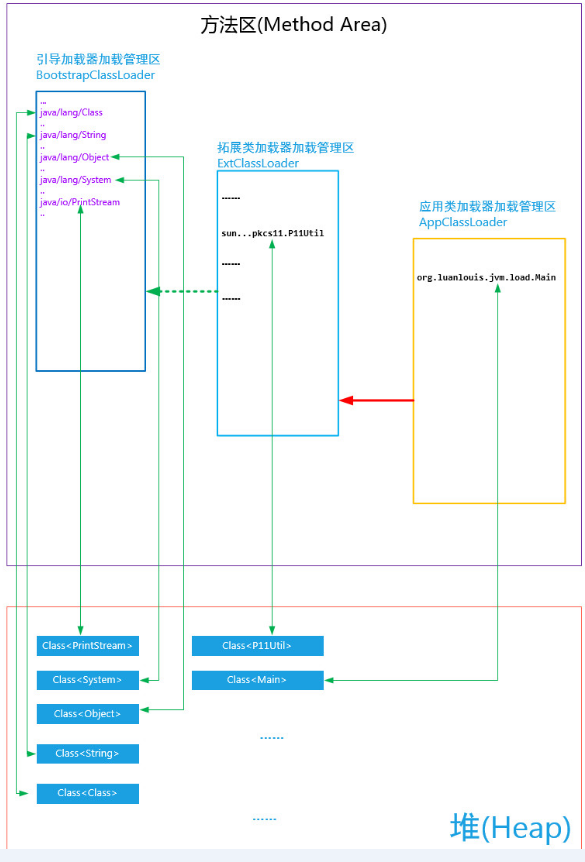 方法区(Method Area)
引导加载器加载管理区
BootstrapClassLoader
...
java/lang/Class
..
java/lang/String
..
java/lang/Object
..
java/lang/System
..
java/io/PrintStream
..
拓展类加载器加载管理区
ExtClassLoader
......
sun...pkcs11.P11Util
......
......
应用类加载器加载管理区
AppClassLoader
org.luanlouis.jvm.load.Main
Class<PrintStream>
Class<P11Util>
Class<System>
Class<Main>
Class<Object>
......
Class<String>
Class<Class>
......
堆(Heap)